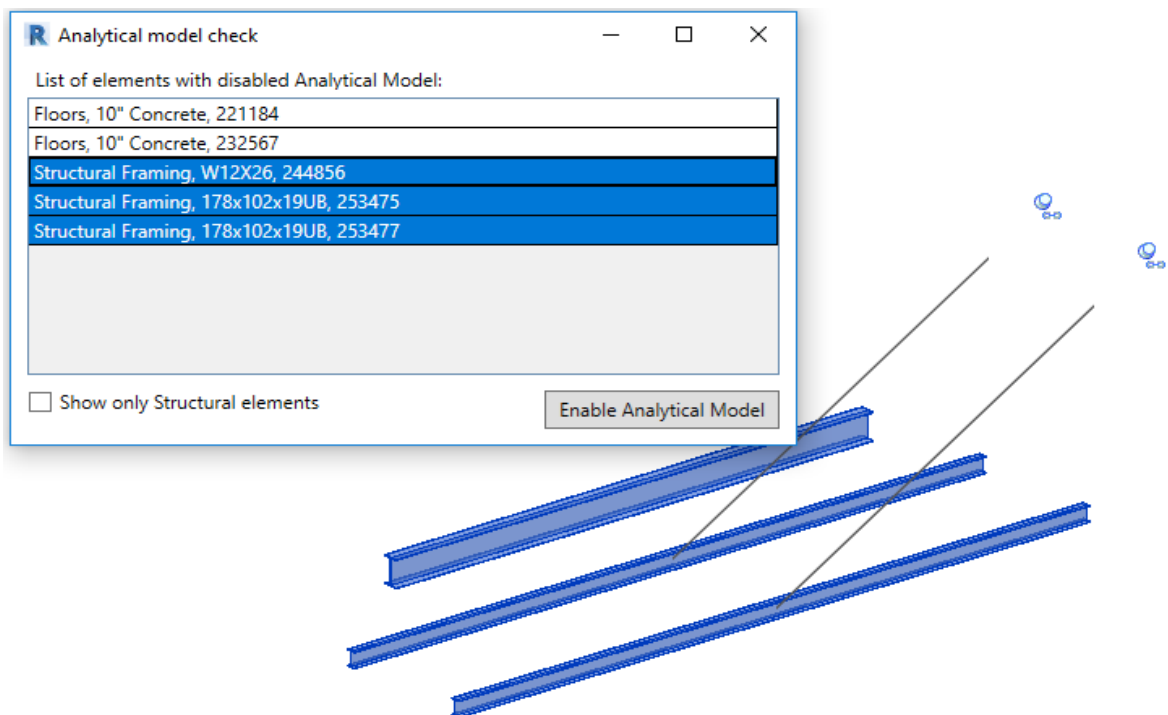 Analytical model check
List of elements with disabled Analytical Model:
Floors, 10" Concrete, 221184
Floors, 10" Concrete, 232567
Structural Framing, W12X26, 244856
Structural Framing, 178x102x19UB, 253475
Structural Framing, 178x102x19UB, 253477
Show only Structural elements
Enable Analytical Model